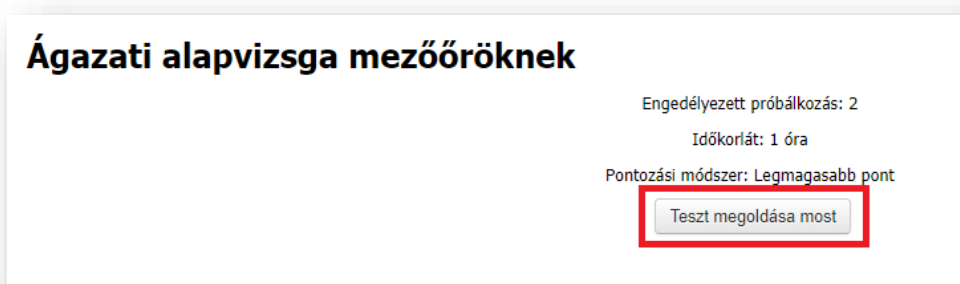 Ágazati alapvizsga mezőőröknek
Engedélyezett próbálkozás: 2
Időkorlát: 1 óra
Pontozási módszer: Legmagasabb pont
Teszt megoldása most